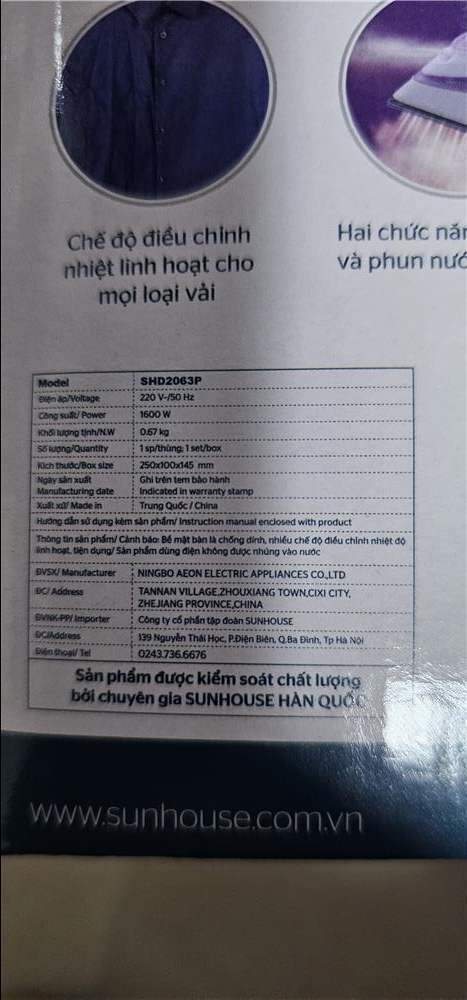 Chế độ điều chỉnh
nhiệt linh hoạt cho
mọi loại vải
Hai chức năn
và phun nướ
Model SHD2063P
Điện áp/Voltage 220 V~/50 Hz
Công suất/ Power 1600 W
Khối lượng tịnh/N.W 0.67 kg
Số lượng/Quantity 1 sp/thùng; 1 set/box
Kích thước/Box size 250x100x145 mm
Ngày sản xuất Ghi trên tem bảo hành
Manufacturing date Indicated in warranty stamp
Xuất xứ/ Made in Trung Quốc / China
Hướng dẫn sử dụng kèm sản phẩm/ Instruction manual enclosed with product
Thông tin sản phẩm/ Cảnh báo: Bề mặt bàn là chống dính, nhiều chế độ điều chỉnh nhiệt độ
linh hoạt, tiện dụng/ Sản phẩm dùng điện không được nhúng vào nước
ĐVSX/ Manufacturer NINGBO AEON ELECTRIC APPLIANCES CO.,LTD
ĐC/ Address TANNAN VILLAGE,ZHOUXIANG TOWN,CIXI CITY,
ZHEJIANG PROVINCE,CHINA
ĐVNK-PP/ Importer Công ty cổ phần tập đoàn SUNHOUSE
ĐC/Address 139 Nguyễn Thái Học, P.Điện Biên, Q.Ba Đình, Tp Hà Nội
Điện thoại/ Tel 0243.736.6676
Sản phẩm được kiểm soát chất lượng
bởi chuyên gia SUNHOUSE HÀN QUỐC
www.sunhouse.com.vn